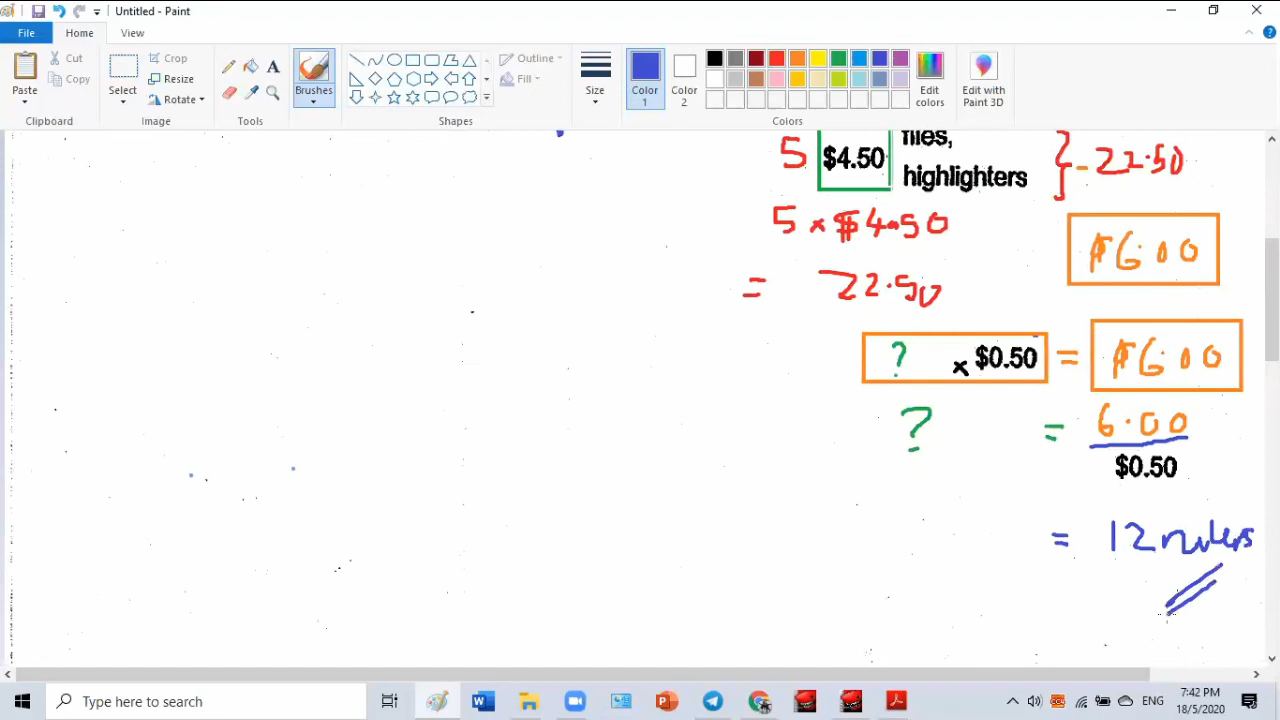 Untitled - Paint
File Home View
Paste Cut Copy Clipboard
Select Crop Resize Rotate Image
Tools
Brushes
Outline Fill Shapes
Size
Color 1 Color 2 Edit colors Edit with Paint 3D Colors
5 $4.50 files, highlighters } - 22.50
5 x $4.50
$6.00
= 22.50
? x $0.50 = $6.00
? = 6.00
$0.50
= 12 rulers
Type here to search
ENG
7:42 PM
18/5/2020